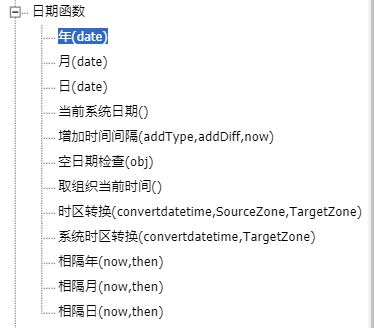 日期函数
年(date)
月(date)
日(date)
当前系统日期()
增加时间间隔(addType,addDiff,now)
空日期检查(obj)
取组织当前时间()
时区转换(convertdatetime,SourceZone,TargetZone)
系统时区转换(convertdatetime,TargetZone)
相隔年(now,then)
相隔月(now,then)
相隔日(now,then)